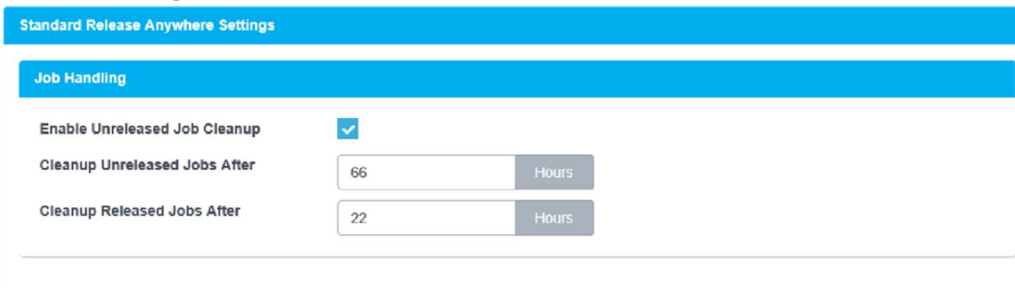 Standard Release Anywhere Settings
Job Handling
Enable Unreleased Job Cleanup
Cleanup Unreleased Jobs After 66 Hours
Cleanup Released Jobs After 22 Hours